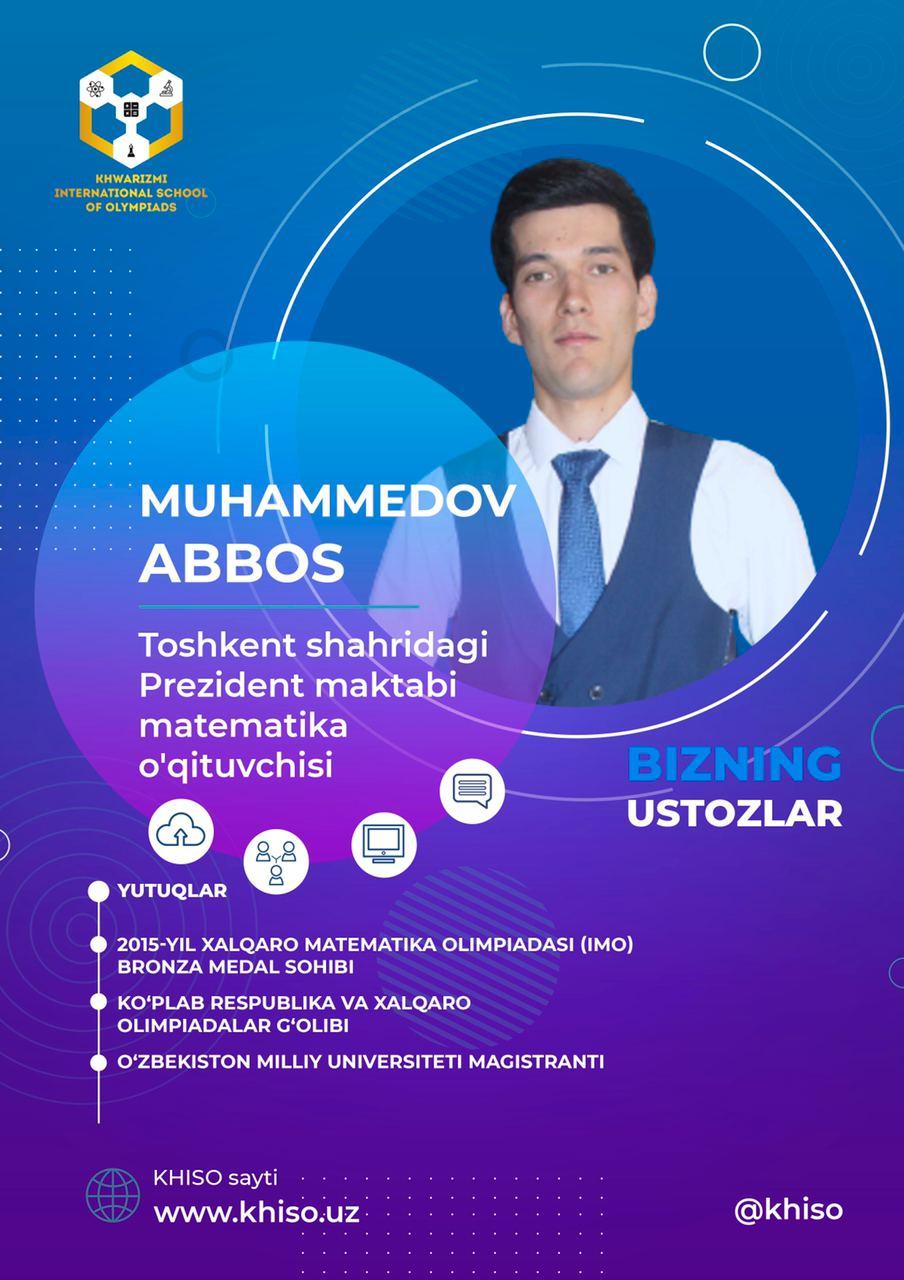 KHWARIZMI
INTERNATIONAL SCHOOL
OF OLYMPIADS
MUHAMMEDOV
ABBOS
Toshkent shahridagi
Prezident maktabi
matematika
o'qituvchisi
BIZNING
USTOZLAR
YUTUQLAR
2015-YIL XALQARO MATEMATIKA OLIMPIADASI (IMO)
BRONZA MEDAL SOHIBI
KO‘PLAB RESPUBLIKA VA XALQARO
OLIMPIADALAR G‘OLIBI
O‘ZBEKISTON MILLIY UNIVERSITETI MAGISTRANTI
KHISO sayti
www.khiso.uz
@khiso